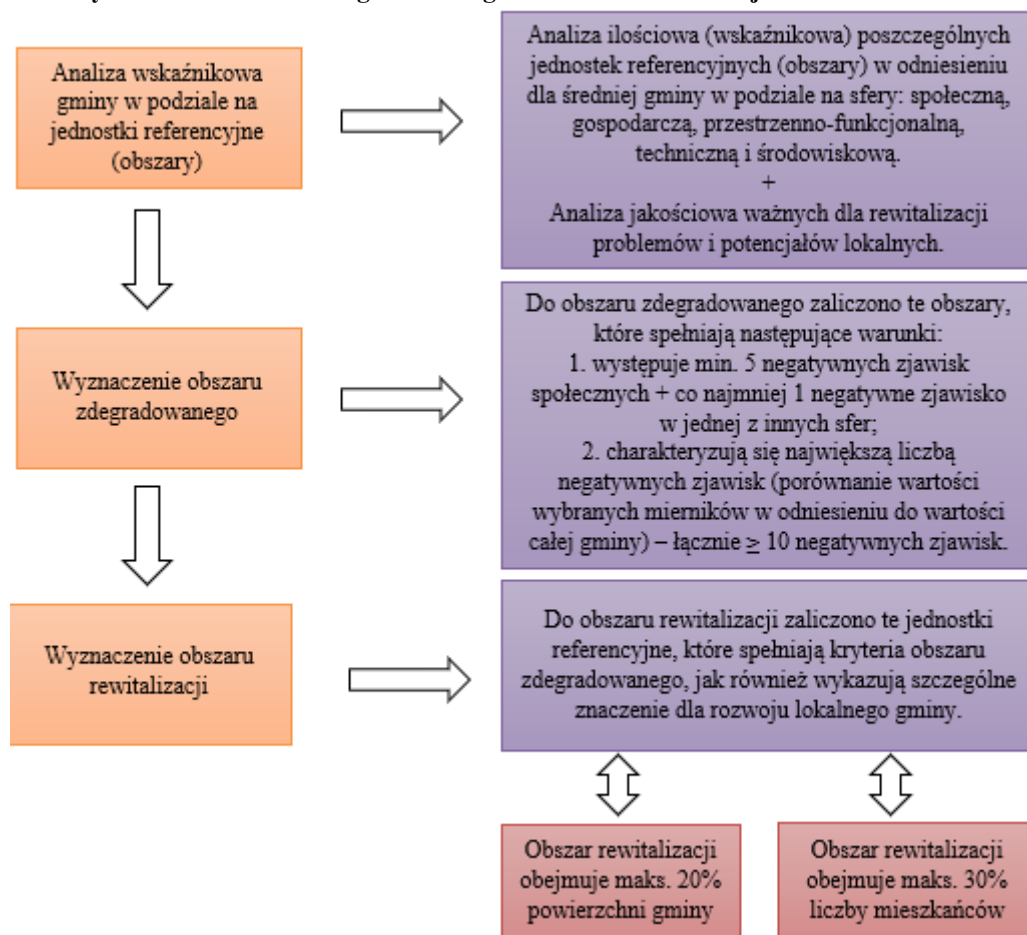 Analiza wskaźnikowa
gminy w podziale na
jednostki referencyjne
(obszary)
Analiza ilościowa (wskaźnikowa) poszczególnych
jednostek referencyjnych (obszary) w odniesieniu
dla średniej gminy w podziale na sfery: społeczną,
gospodarczą, przestrzenno-funkcjonalną,
techniczną i środowiskową.
+
Analiza jakościowa ważnych dla rewitalizacji
problemów i potencjałów lokalnych.
Wyznaczenie obszaru
zdegradowanego
Do obszaru zdegradowanego zaliczono te obszary,
które spełniają następujące warunki:
1. występuje min. 5 negatywnych zjawisk
społecznych + co najmniej 1 negatywne zjawisko
w jednej z innych sfer;
2. charakteryzują się największą liczbą
negatywnych zjawisk (porównanie wartości
wybranych mierników w odniesieniu do wartości
całej gminy) – łącznie ≥ 10 negatywnych zjawisk.
Wyznaczenie obszaru
rewitalizacji
Do obszaru rewitalizacji zaliczono te jednostki
referencyjne, które spełniają kryteria obszaru
zdegradowanego, jak również wykazują szczególne
znaczenie dla rozwoju lokalnego gminy.
Obszar rewitalizacji
obejmuje maks. 20%
powierzchni gminy
Obszar rewitalizacji
obejmuje maks. 30%
liczby mieszkańców